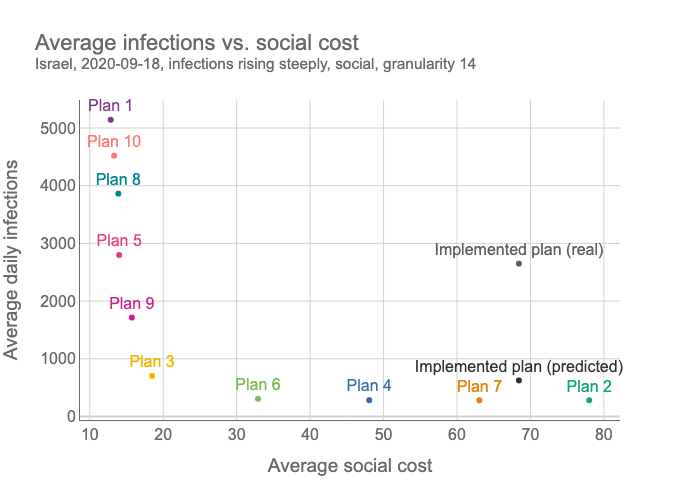 Average infections vs. social cost
Israel, 2020-09-18, infections rising steeply, social, granularity 14
Plan 1
5000
Plan 10
Plan 8
4000
Plan 5
3000
Implemented plan (real)
Plan 9
2000
Plan 3
1000
Implemented plan (predicted)
Plan 6
Plan 4
Plan 7
Plan 2
0
10 20 30 40 50 60 70 80
Average social cost
Average daily infections